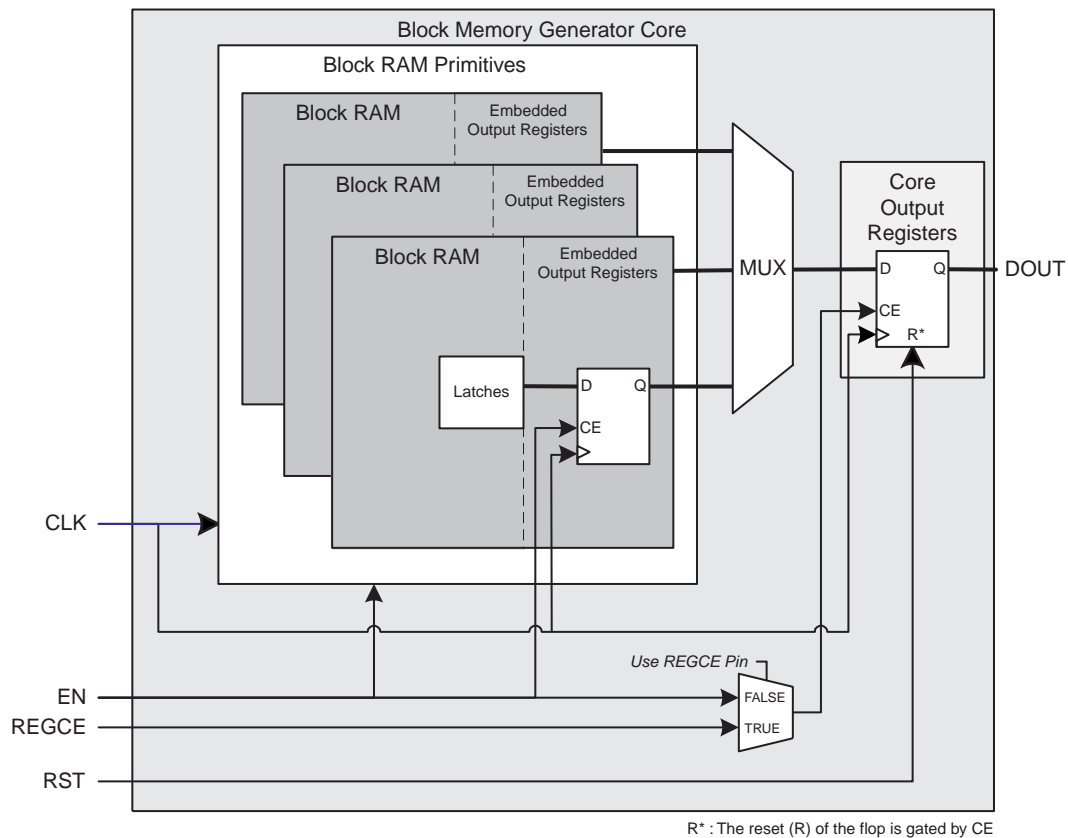 Block Memory Generator Core
Block RAM Primitives
Block RAM
Embedded
Output Registers
Block RAM
Embedded
Output Registers
Block RAM
Embedded
Output Registers
Latches
D
Q
CE
MUX
Core
Output
Registers
D
Q
CE
R*
DOUT
CLK
Use REGCE Pin
EN
FALSE
REGCE
TRUE
RST
R* : The reset (R) of the flop is gated by CE